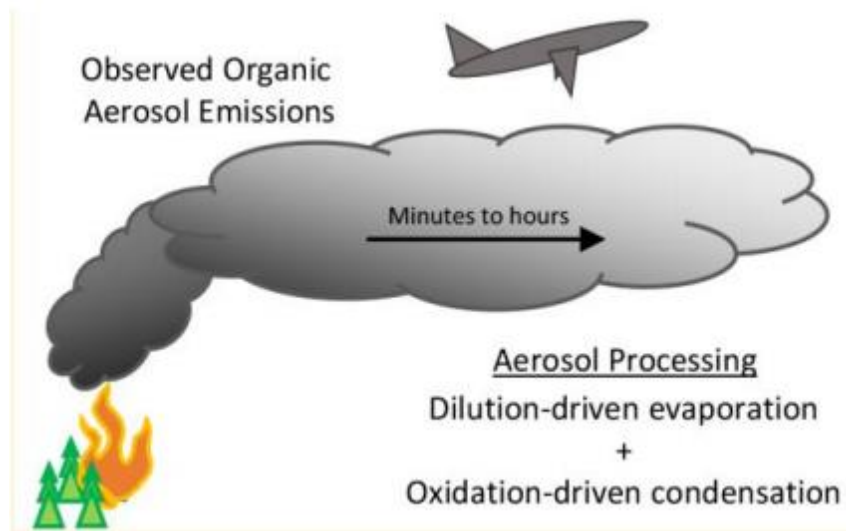 Observed Organic
Aerosol Emissions
Minutes to hours
Aerosol Processing
Dilution-driven evaporation
+
Oxidation-driven condensation